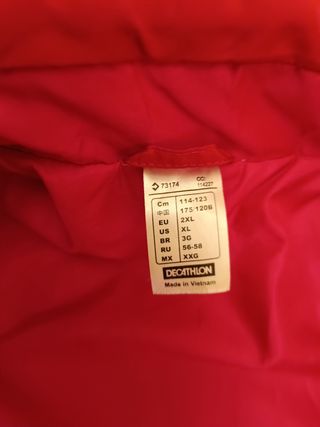 73174 CC: 114227
Cm 114-123
中国 175/120B
EU 2XL
US XL
BR 3G
RU 56-58
MX XXG
DECATHLON
Made in Vietnam